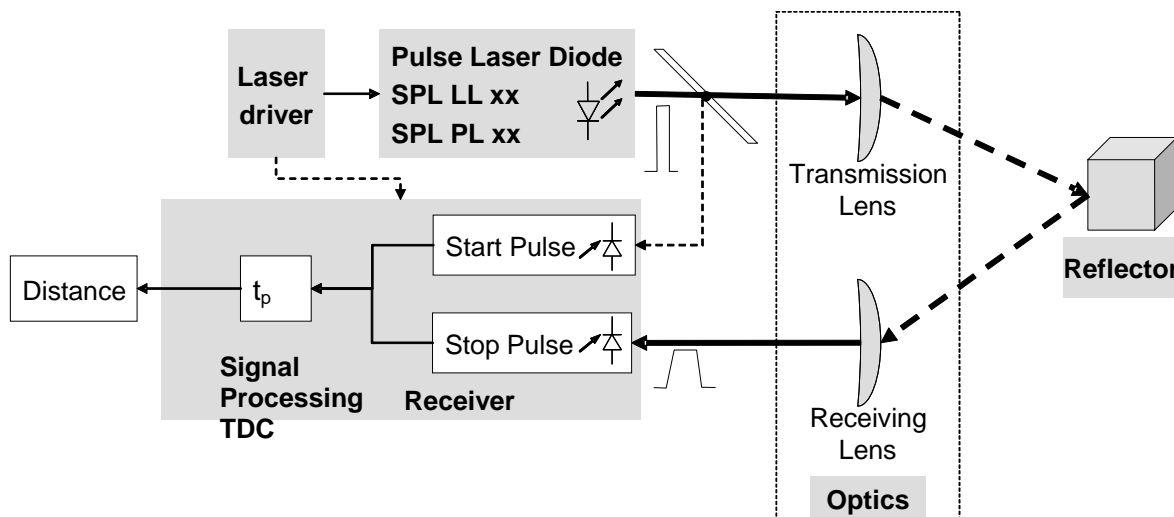 Laser
driver
Pulse Laser Diode
SPL LL xx
SPL PL xx
Transmission
Lens
Start Pulse
Reflector
Distance
tₚ
Stop Pulse
Signal
Processing
TDC
Receiver
Receiving
Lens
Optics